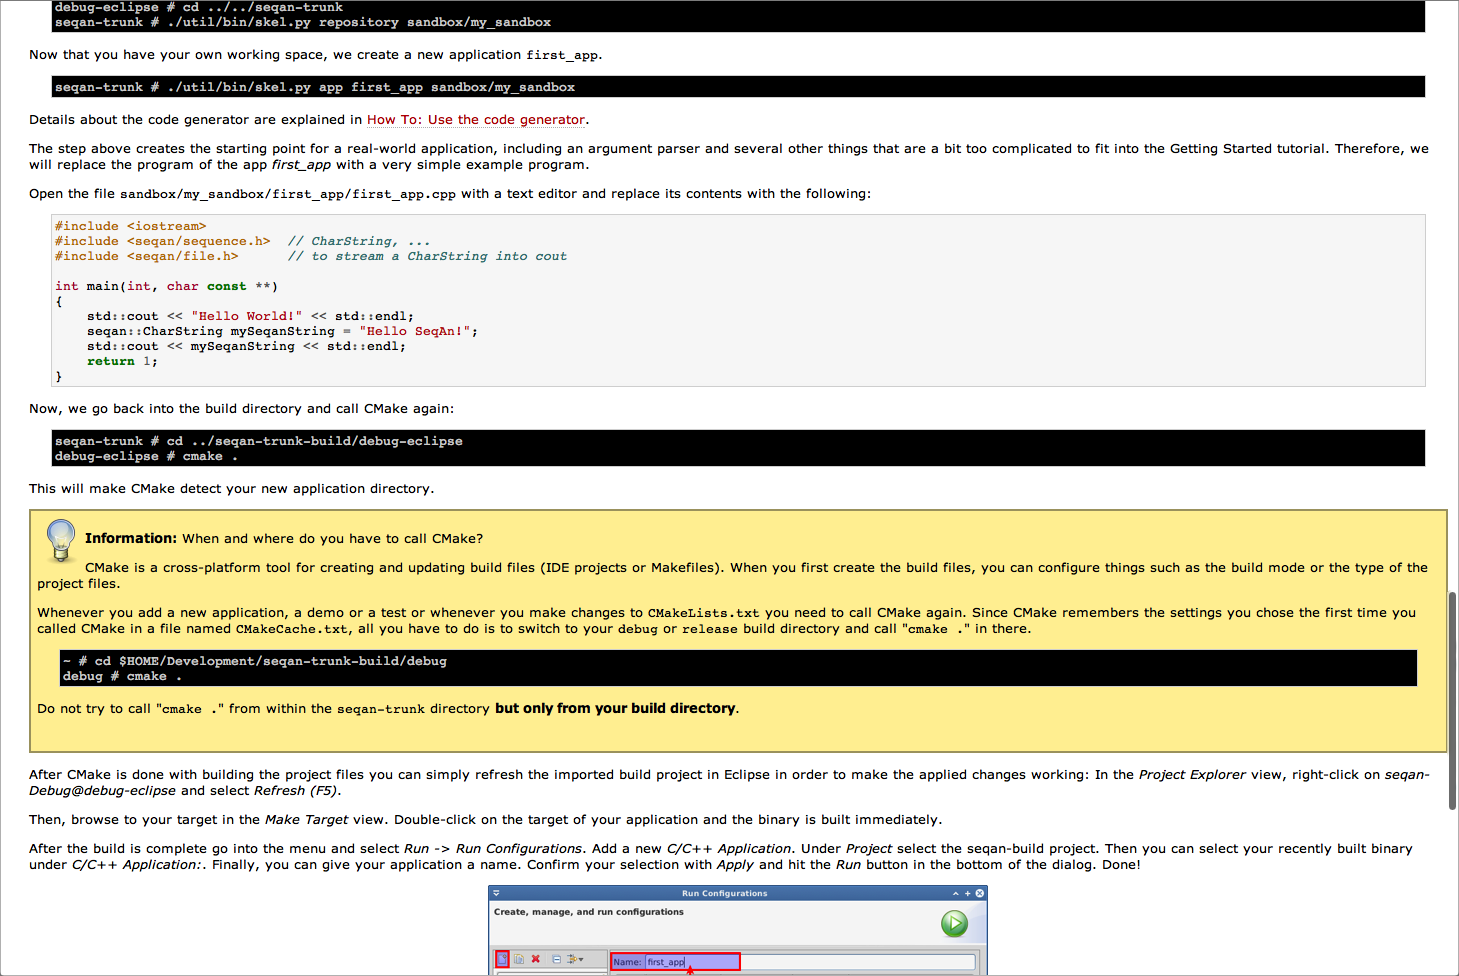 debug-eclipse # cd ../../seqan-trunk
seqan-trunk # ./util/bin/skel.py repository sandbox/my_sandbox
Now that you have your own working space, we create a new application first_app.
seqan-trunk # ./util/bin/skel.py app first_app sandbox/my_sandbox
Details about the code generator are explained in How To: Use the code generator.
The step above creates the starting point for a real-world application, including an argument parser and several other things that are a bit too complicated to fit into the Getting Started tutorial. Therefore, we
will replace the program of the app first_app with a very simple example program.
Open the file sandbox/my_sandbox/first_app/first_app.cpp with a text editor and replace its contents with the following:
#include <iostream>
#include <seqan/sequence.h>  // CharString, ...
#include <seqan/file.h>      // to stream a CharString into cout
int main(int, char const **)
{
    std::cout << "Hello World!" << std::endl;
    seqan::CharString mySeqanString = "Hello SeqAn!";
    std::cout << mySeqanString << std::endl;
    return 1;
}
Now, we go back into the build directory and call CMake again:
seqan-trunk # cd ../seqan-trunk-build/debug-eclipse
debug-eclipse # cmake .
This will make CMake detect your new application directory.
Information: When and where do you have to call CMake?
CMake is a cross-platform tool for creating and updating build files (IDE projects or Makefiles). When you first create the build files, you can configure things such as the build mode or the type of the
project files.
Whenever you add a new application, a demo or a test or whenever you make changes to CMakeLists.txt you need to call CMake again. Since CMake remembers the settings you chose the first time you
called CMake in a file named CMakeCache.txt, all you have to do is to switch to your debug or release build directory and call "cmake ." in there.
~ # cd $HOME/Development/seqan-trunk-build/debug
debug # cmake .
Do not try to call "cmake ." from within the seqan-trunk directory but only from your build directory.
After CMake is done with building the project files you can simply refresh the imported build project in Eclipse in order to make the applied changes working: In the Project Explorer view, right-click on seqan-
Debug@debug-eclipse and select Refresh (F5).
Then, browse to your target in the Make Target view. Double-click on the target of your application and the binary is built immediately.
After the build is complete go into the menu and select Run -> Run Configurations. Add a new C/C++ Application. Under Project select the seqan-build project. Then you can select your recently built binary
under C/C++ Application:. Finally, you can give your application a name. Confirm your selection with Apply and hit the Run button in the bottom of the dialog. Done!
Run Configurations
Create, manage, and run configurations
Name: first_app